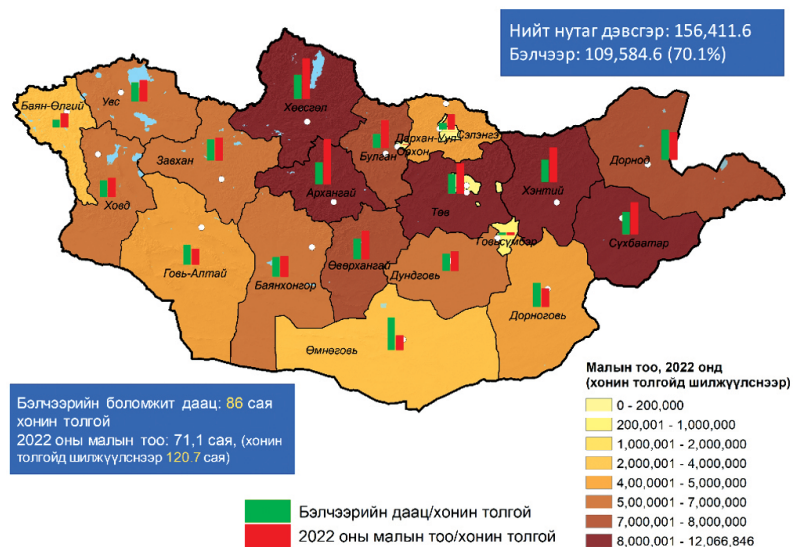 Нийт нутаг дэвсгэр: 156,411.6
Бэлчээр: 109,584.6 (70.1%)
Баян-Өлгий
Увс
Хөвсгөл
Завхан
Ховд
Архангай
Булган
Орхон
Дархан-Уул
Сэлэнгэ
Төв
Хэнтий
Дорнод
Сүхбаатар
Говьсүмбэр
Говь-Алтай
Баянхонгор
Өвөрхангай
Дундговь
Дорноговь
Өмнөговь
Бэлчээрийн боломжит даац: 86 сая
хонин толгой
2022 оны малын тоо: 71,1 сая, (хонин
толгойд шилжүүлснээр 120.7 сая)
Бэлчээрийн даац/хонин толгой
2022 оны малын тоо/хонин толгой
Малын тоо, 2022 онд
(хонин толгойд шилжүүлснээр)
0 - 200,000
200,001 - 1,000,000
1,000,001 - 2,000,000
2,000,001 - 4,000,000
4,00,0001 - 5,000,000
5,00,0001 - 7,000,000
7,000,001 - 8,000,000
8,000,001 - 12,066,846